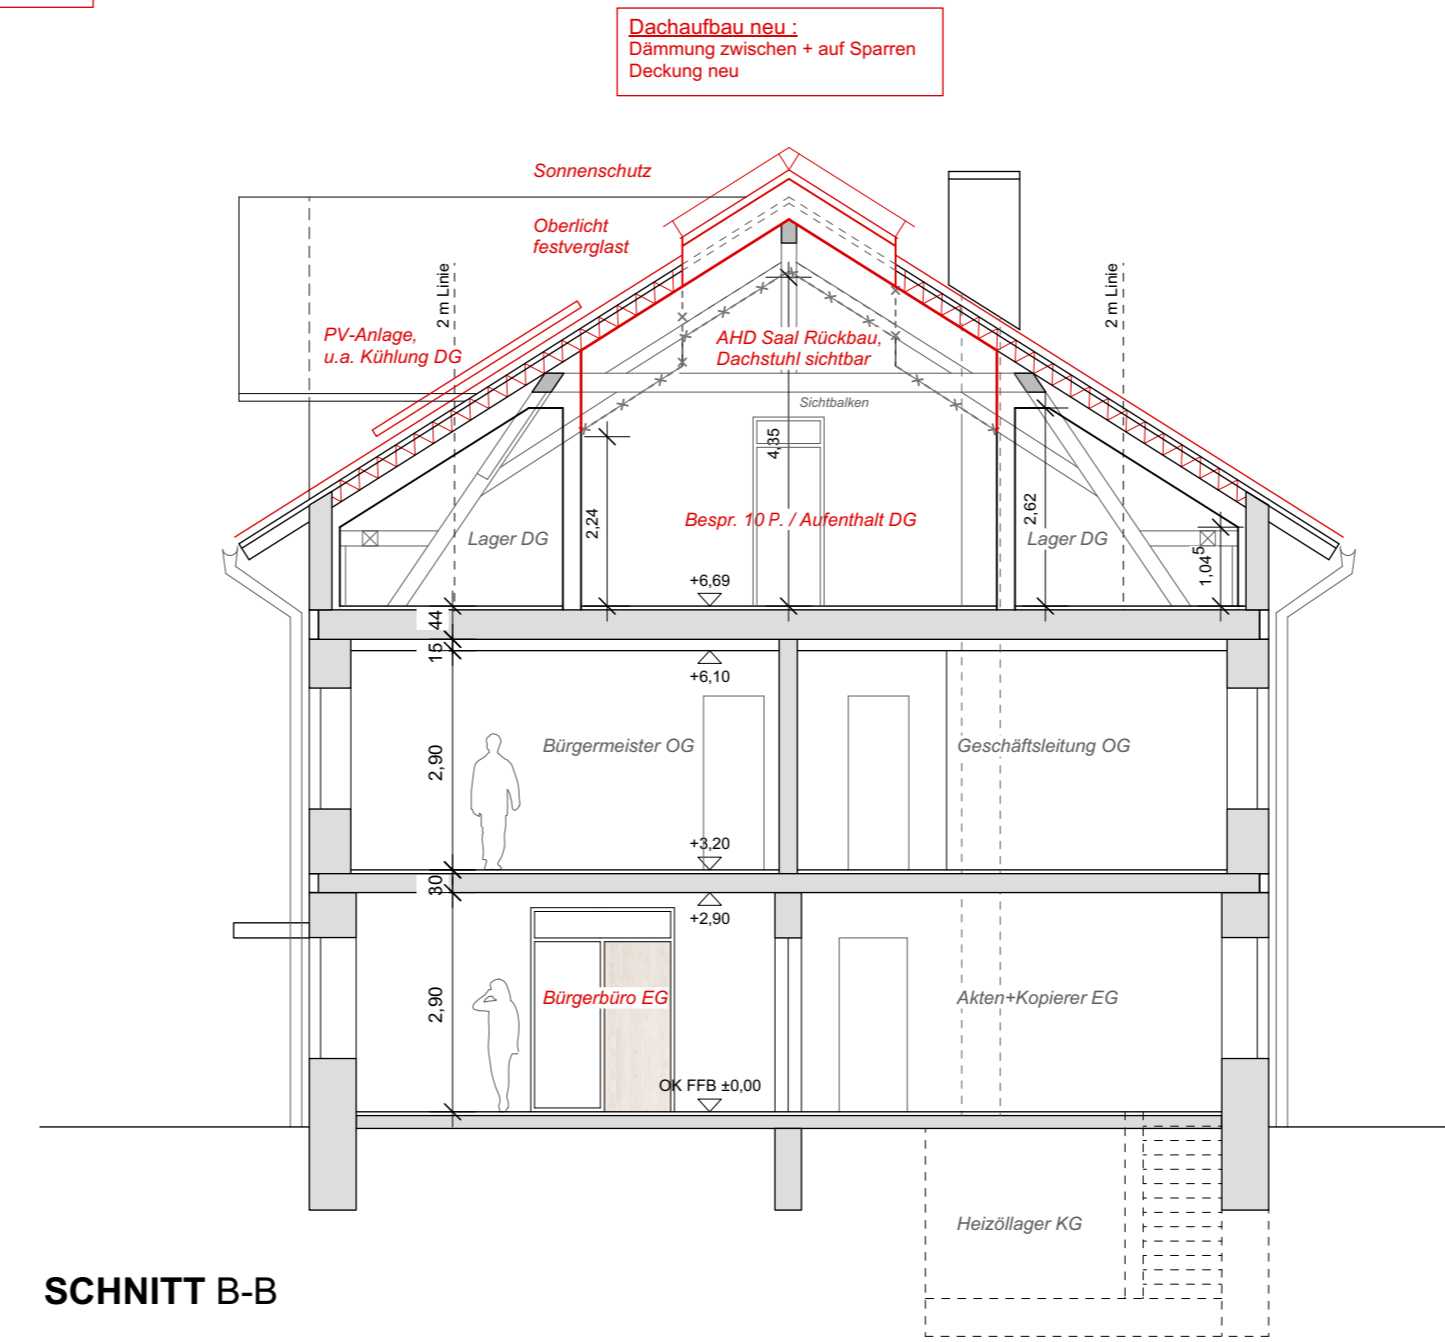 Dachaufbau neu :
Dämmung zwischen + auf Sparren
Deckung neu
Sonnenschutz
Oberlicht
festverglast
2 m Linie
2 m Linie
PV-Anlage,
u.a. Kühlung DG
AHD Saal Rückbau,
Dachstuhl sichtbar
Sichtbalken
4,35
2,24
2,62
1,04⁵
Bespr. 10 P. / Aufenthalt DG
Lager DG
Lager DG
+6,69
44
15
+6,10
Bürgermeister OG
Geschäftsleitung OG
2,90
+3,20
30
+2,90
2,90
Bürgerbüro EG
Akten+Kopierer EG
OK FFB ±0,00
Heizöllager KG
SCHNITT B-B